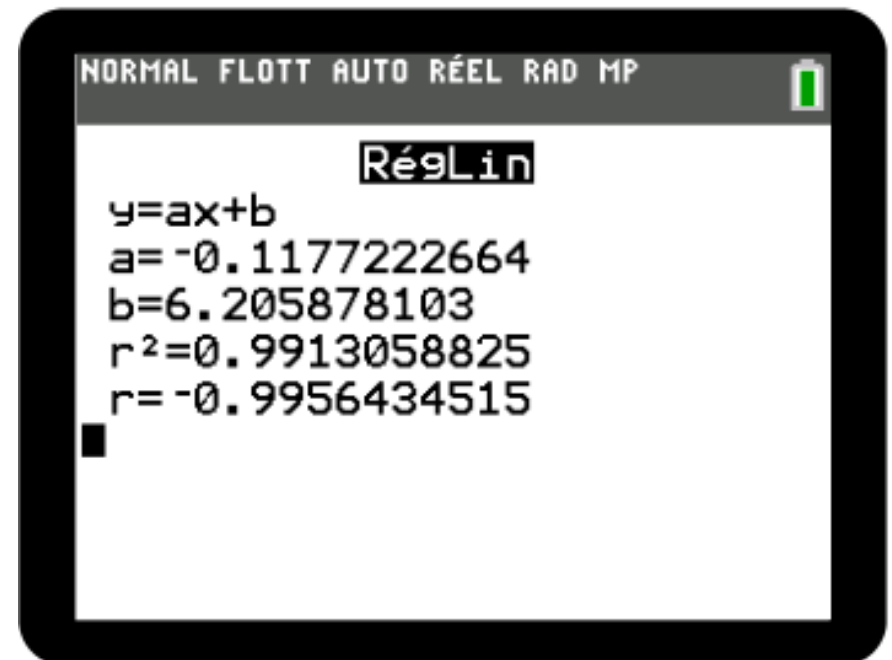 NORMAL FLOTT AUTO RÉEL RAD MP
RégLin
y=ax+b
a=-0.1177222664
b=6.205878103
r²=0.9913058825
r=-0.9956434515